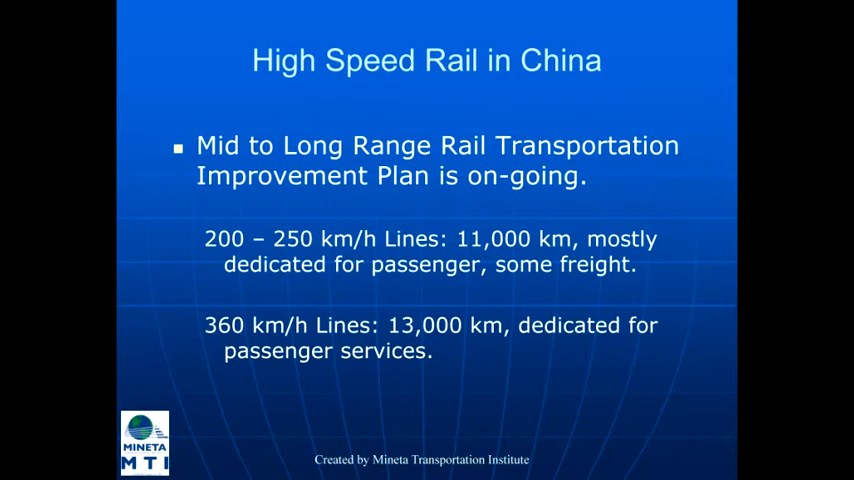 High Speed Rail in China
Mid to Long Range Rail Transportation
Improvement Plan is on-going.
200 – 250 km/h Lines: 11,000 km, mostly
dedicated for passenger, some freight.
360 km/h Lines: 13,000 km, dedicated for
passenger services.
MINETA
MTI
Created by Mineta Transportation Institute